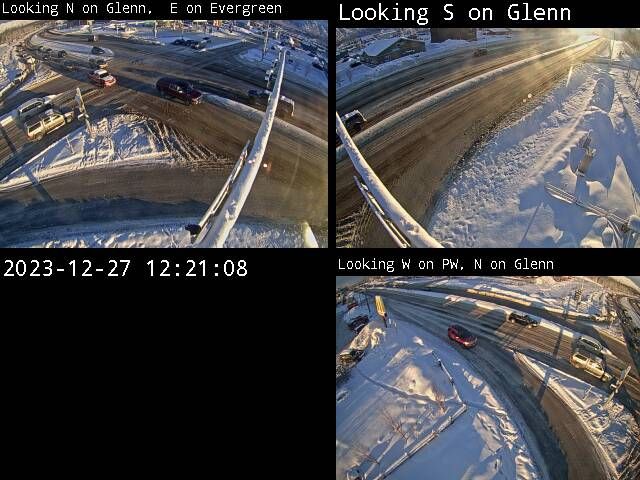 Looking N on Glenn,  E on Evergreen
Looking S on Glenn
2023-12-27 12:21:08
Looking W on PW, N on Glenn